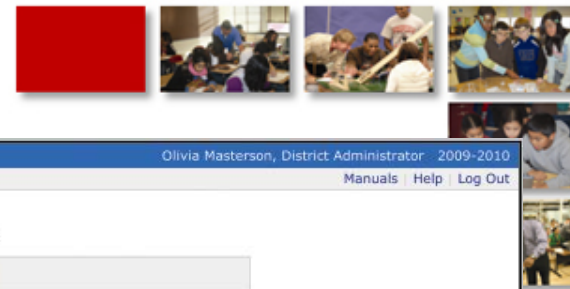 Olivia Masterson, District Administrator 2009-2010
Manuals | Help | Log Out